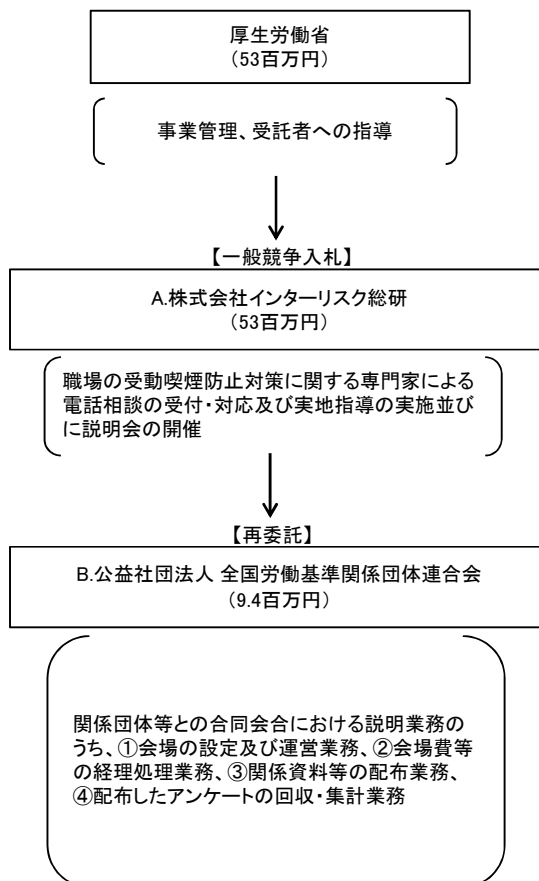 厚生労働省
（53百万円）
事業管理、受託者への指導
【一般競争入札】
A.株式会社インターリスク総研
（53百万円）
職場の受動喫煙防止対策に関する専門家による
電話相談の受付・対応及び実地指導の実施並び
に説明会の開催
【再委託】
B.公益社団法人 全国労働基準関係団体連合会
（9.4百万円）
関係団体等との合同会合における説明業務の
うち、①会場の設定及び運営業務、②会場費等
の経理処理業務、③関係資料等の配布業務、
④配布したアンケートの回収・集計業務